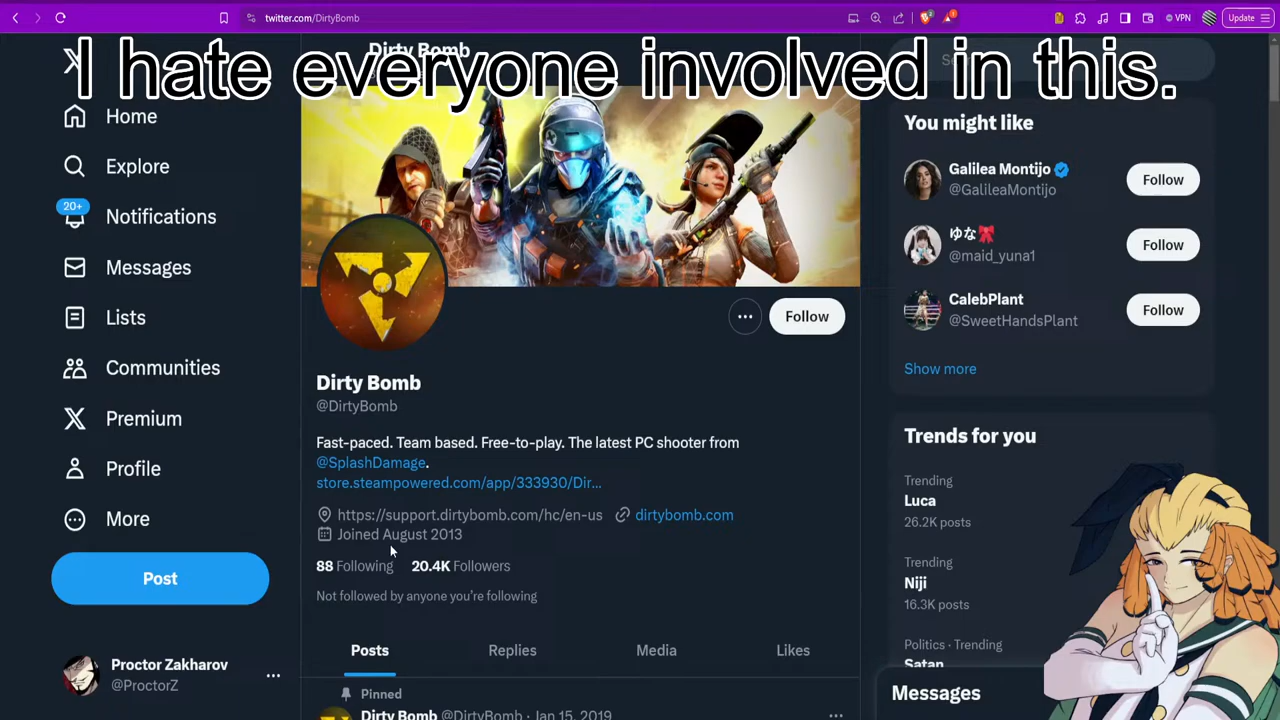 twitter.com/DirtyBomb
VPN
Update
I hate everyone involved in this.
Dirty Bomb
Home
Explore
20+
Notifications
Messages
Lists
Communities
Premium
Profile
More
Post
Proctor Zakharov
@ProctorZ
Follow
Dirty Bomb
@DirtyBomb
Fast-paced. Team based. Free-to-play. The latest PC shooter from
@SplashDamage.
store.steampowered.com/app/333930/Dir...
https://support.dirtybomb.com/hc/en-us dirtybomb.com
Joined August 2013
88 Following 20.4K Followers
Not followed by anyone you're following
Posts Replies Media Likes
Pinned
Dirty Bomb @DirtyBomb · Jan 15, 2019
You might like
Galilea Montijo
@GalileaMontijo
Follow
ゆな🎀
@maid_yuna1
Follow
CalebPlant
@SweetHandsPlant
Follow
Show more
Trends for you
Trending
Luca
26.2K posts
Trending
Niji
16.3K posts
Politics · Trending
Satan
Messages